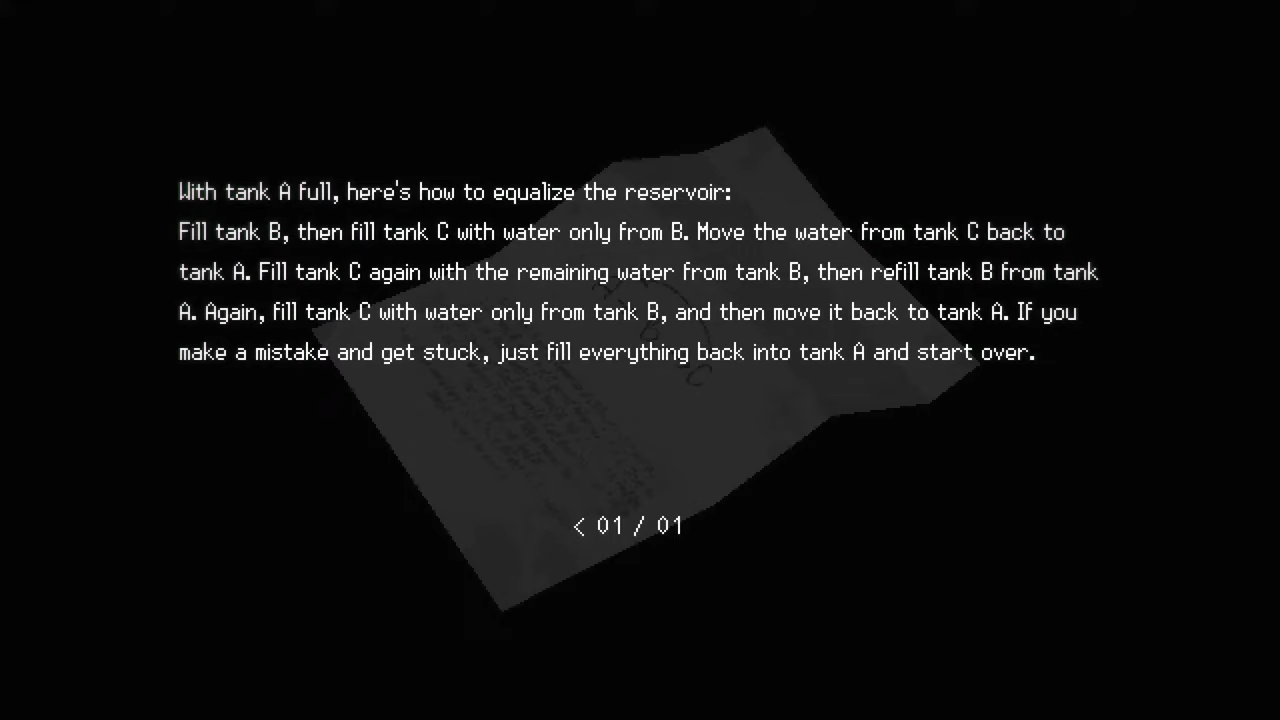 With tank A full, here's how to equalize the reservoir:
Fill tank B, then fill tank C with water only from B. Move the water from tank C back to
tank A. Fill tank C again with the remaining water from tank B, then refill tank B from tank
A. Again, fill tank C with water only from tank B, and then move it back to tank A. If you
make a mistake and get stuck, just fill everything back into tank A and start over.
C
< 01 / 01